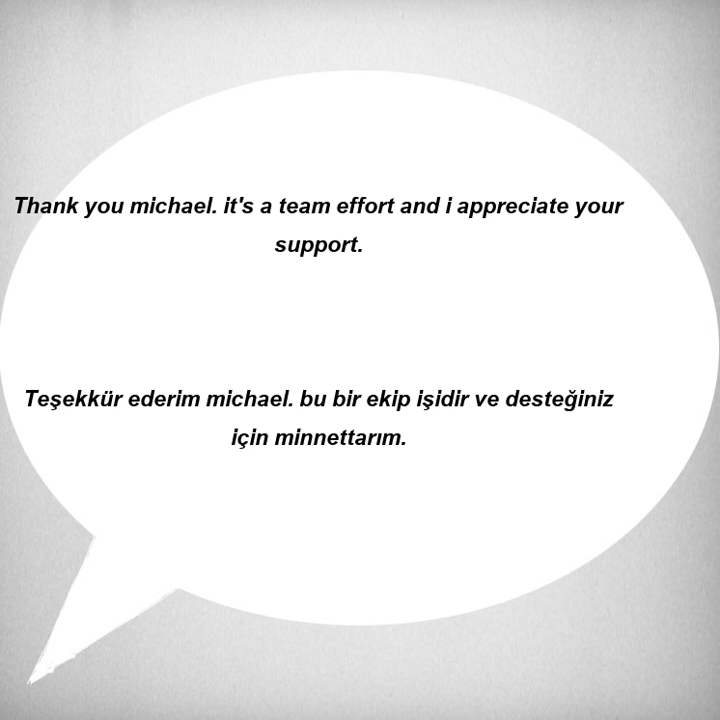 Thank you michael. it's a team effort and i appreciate your
support.
Teşekkür ederim michael. bu bir ekip işidir ve desteğiniz
için minnettarım.